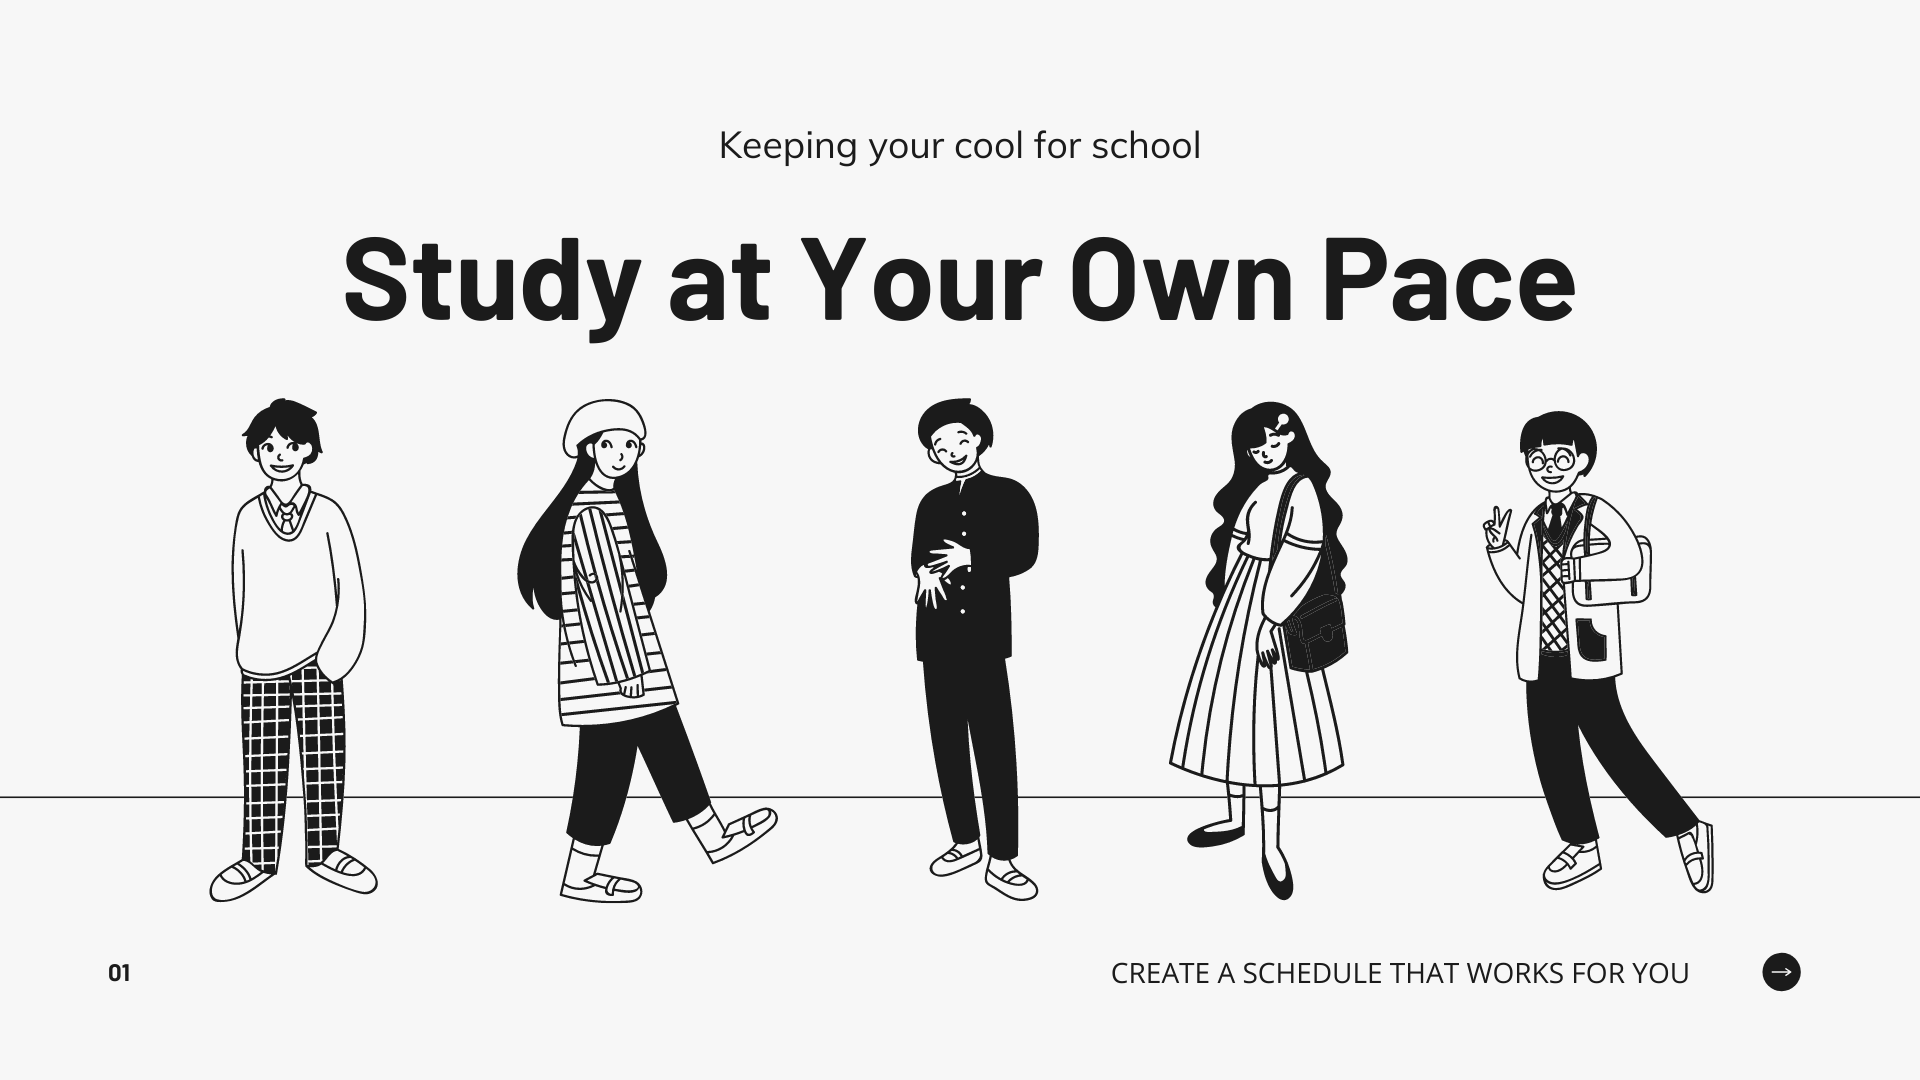 Keeping your cool for school
Study at Your Own Pace
01
CREATE A SCHEDULE THAT WORKS FOR YOU